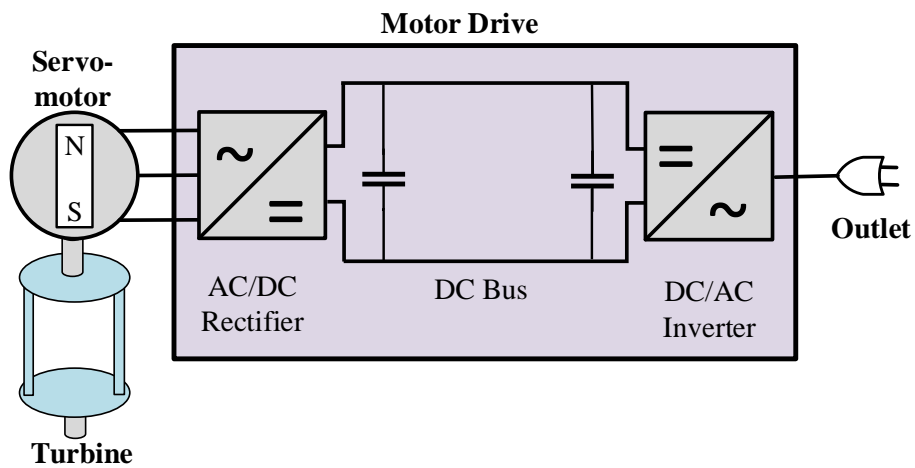 Motor Drive
Servo-
motor
N
S
AC/DC
Rectifier
DC Bus
DC/AC
Inverter
Outlet
Turbine